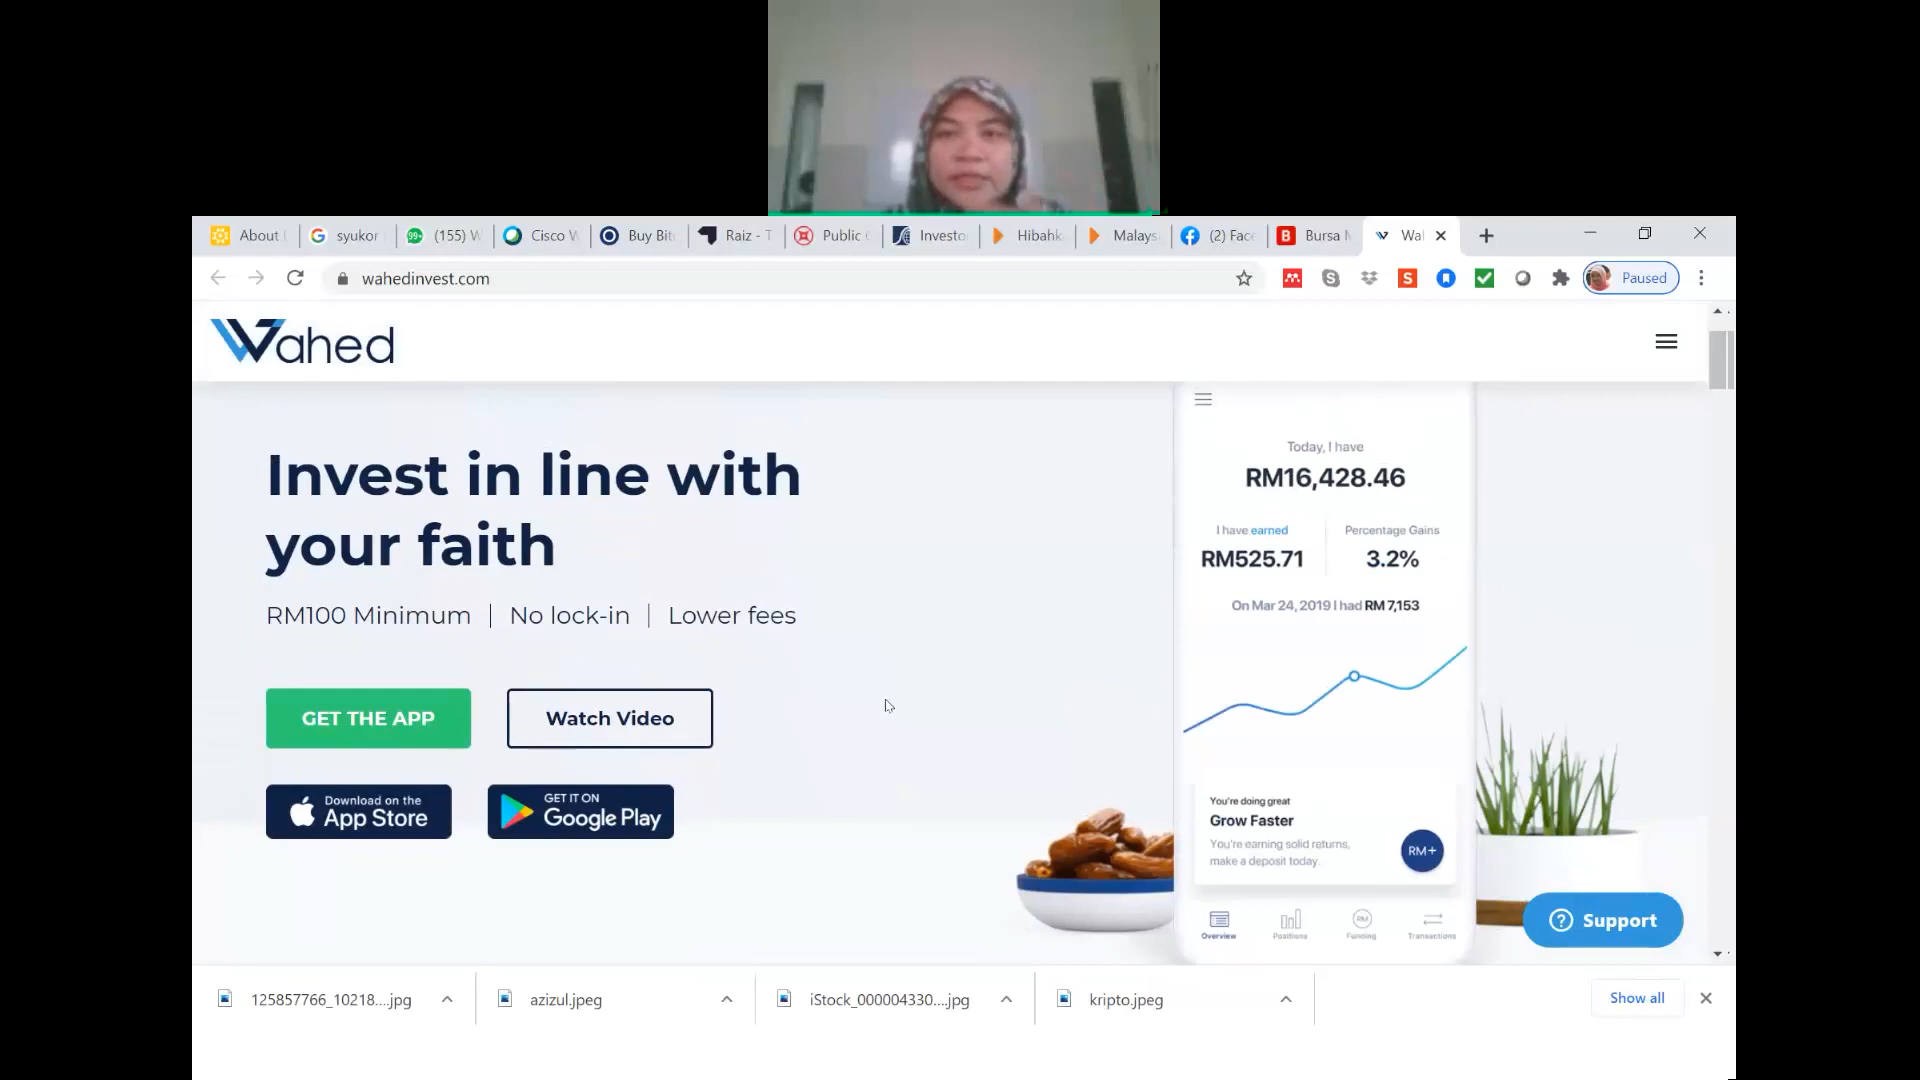 About
syukor
(155) W
Cisco W
Buy Bit
Raiz - T
Public
Investo
Hibahk
Malays
(2) Face
Bursa M
Wal
wahedinvest.com
Paused
Wahed
Invest in line with
your faith
RM100 Minimum | No lock-in | Lower fees
GET THE APP
Watch Video
Download on the
App Store
GET IT ON
Google Play
Today, I have
RM16,428.46
I have earned
RM525.71
Percentage Gains
3.2%
On Mar 24, 2019 I had RM 7,153
You're doing great
Grow Faster
You're earning solid returns,
make a deposit today.
RM+
Overview
Positions
Funding
Transactions
Support
125857766_10218....jpg
azizul.jpeg
iStock_000004330....jpg
kripto.jpeg
Show all